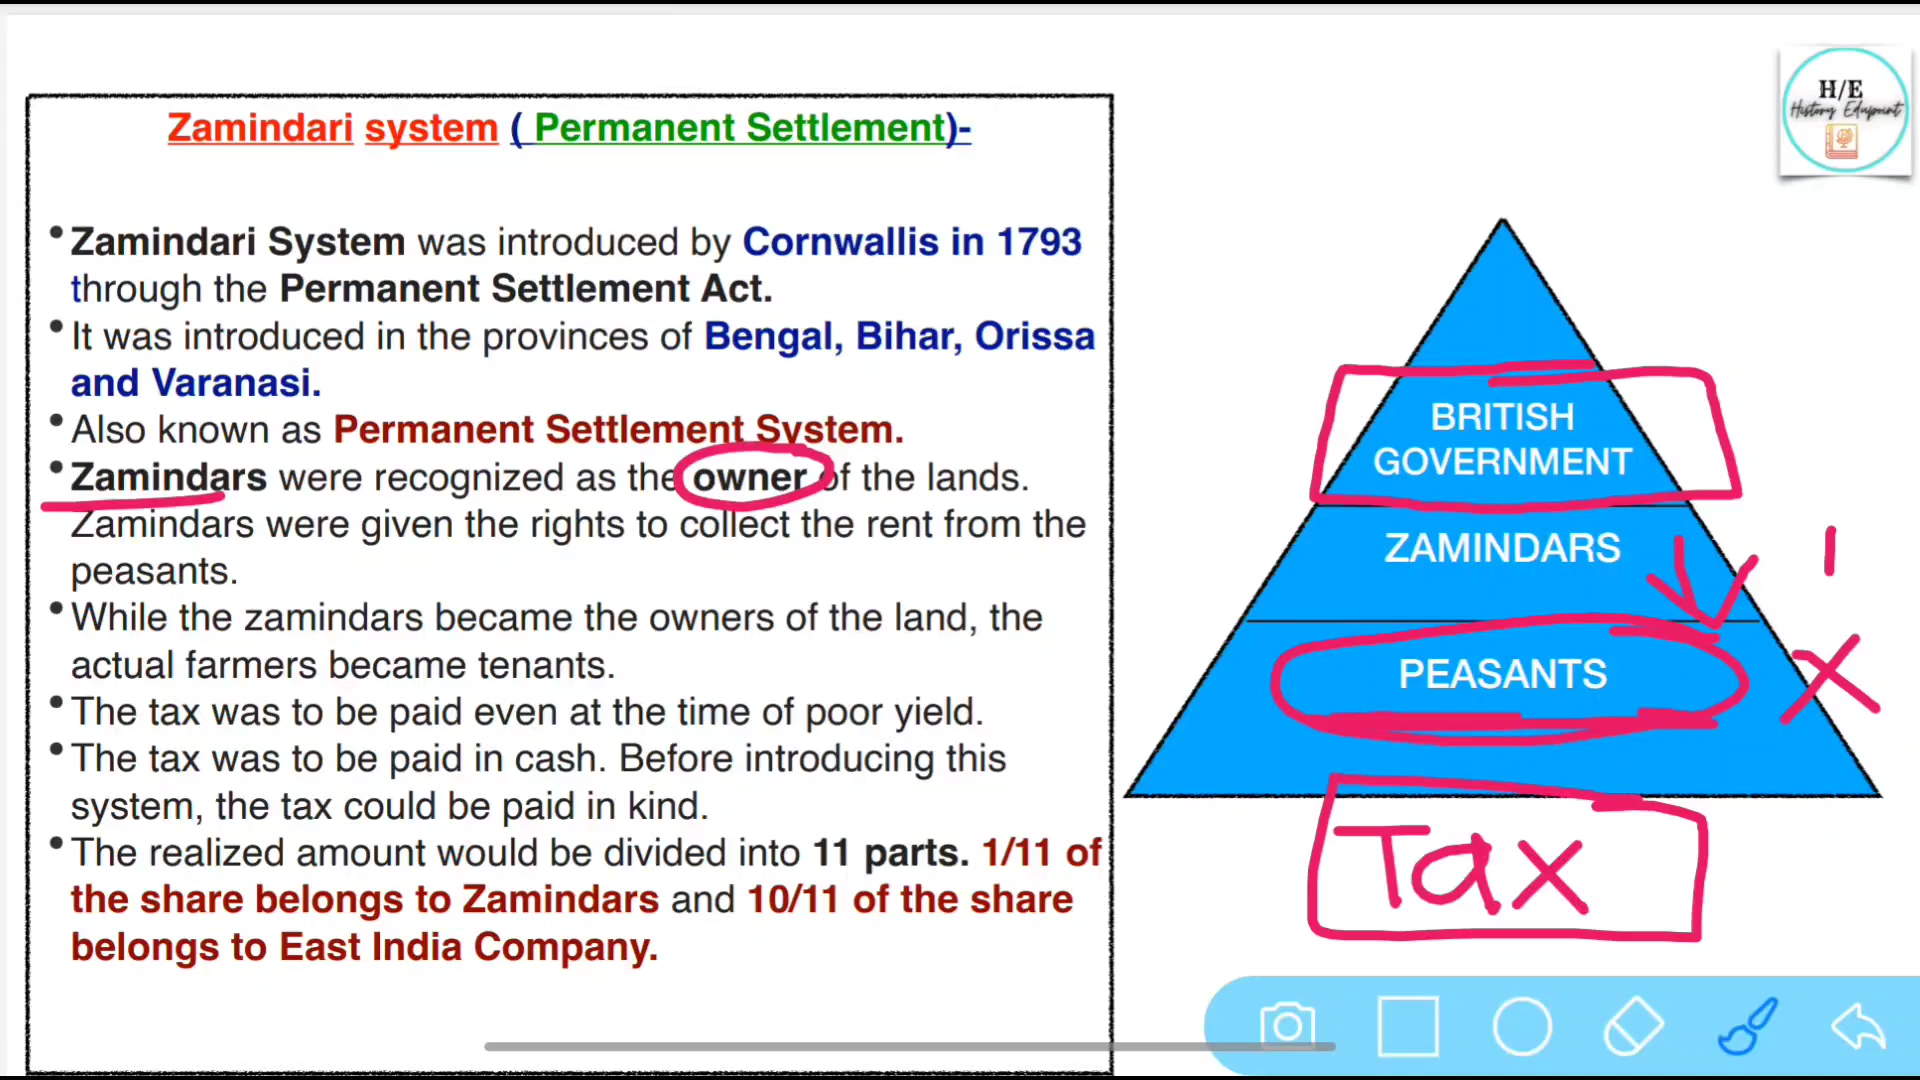 Zamindari system ( Permanent Settlement)-
• Zamindari System was introduced by Cornwallis in 1793
through the Permanent Settlement Act.
• It was introduced in the provinces of Bengal, Bihar, Orissa
and Varanasi.
• Also known as Permanent Settlement System.
• Zamindars were recognized as the owner of the lands.
Zamindars were given the rights to collect the rent from the
peasants.
• While the zamindars became the owners of the land, the
actual farmers became tenants.
• The tax was to be paid even at the time of poor yield.
• The tax was to be paid in cash. Before introducing this
system, the tax could be paid in kind.
• The realized amount would be divided into 11 parts. 1/11 of
the share belongs to Zamindars and 10/11 of the share
belongs to East India Company.
H/E
History Edupoint
BRITISH
GOVERNMENT
ZAMINDARS
PEASANTS
Tax